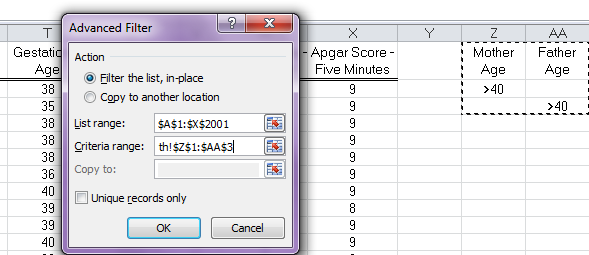 Advanced Filter
?
Action
Filter the list, in-place
Copy to another location
List range: $A$1:$X$2001
Criteria range: th!$Z$1:$AA$3
Copy to:
Unique records only
OK Cancel
T X Y Z AA
Gestati
Age
- Apgar Score -
Five Minutes
Mother
Age
Father
Age
38 9 >40
35 9 >40
38 9
38 9
38 9
36 9
40 9
39 8
39 9
40 9